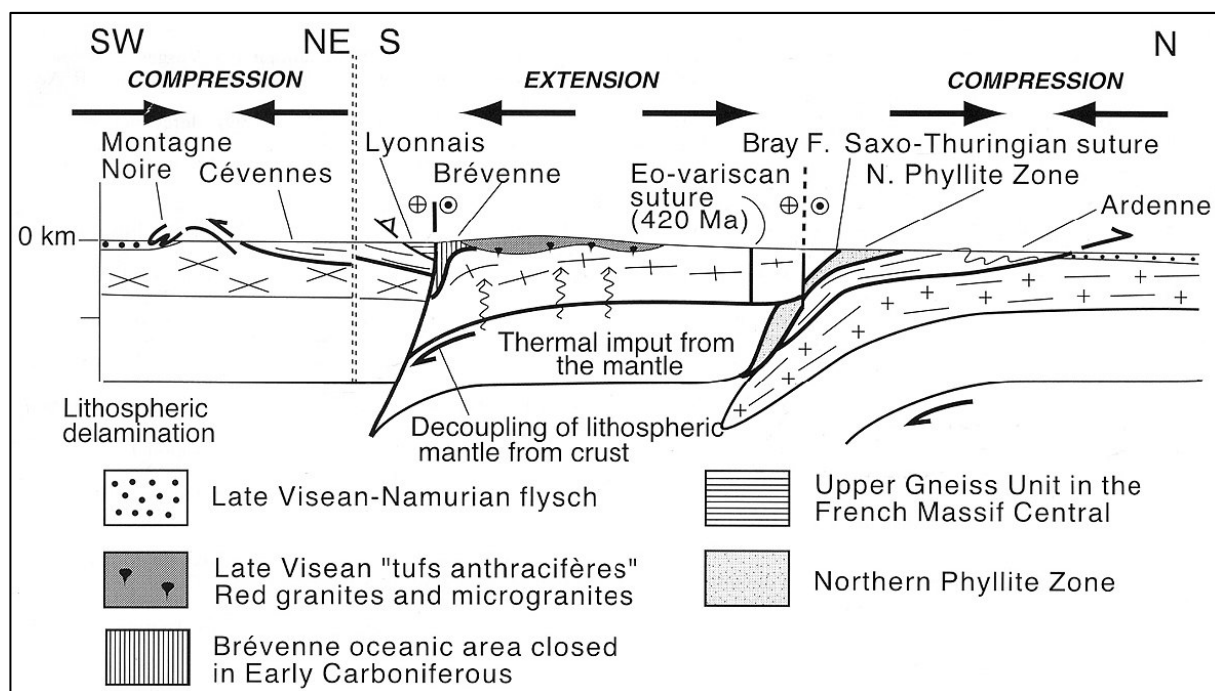 SW NE S N
COMPRESSION EXTENSION COMPRESSION
Montagne
Noire
Cévennes
Lyonnais
Brévenne
Eo-variscan
suture
(420 Ma)
Bray F. Saxo-Thuringian suture
N. Phyllite Zone
Ardenne
0 km
Thermal imput from
the mantle
Lithospheric
delamination
Decoupling of lithospheric
mantle from crust
Late Visean-Namurian flysch
Late Visean "tufs anthracifères"
Red granites and microgranites
Brévenne oceanic area closed
in Early Carboniferous
Upper Gneiss Unit in the
French Massif Central
Northern Phyllite Zone